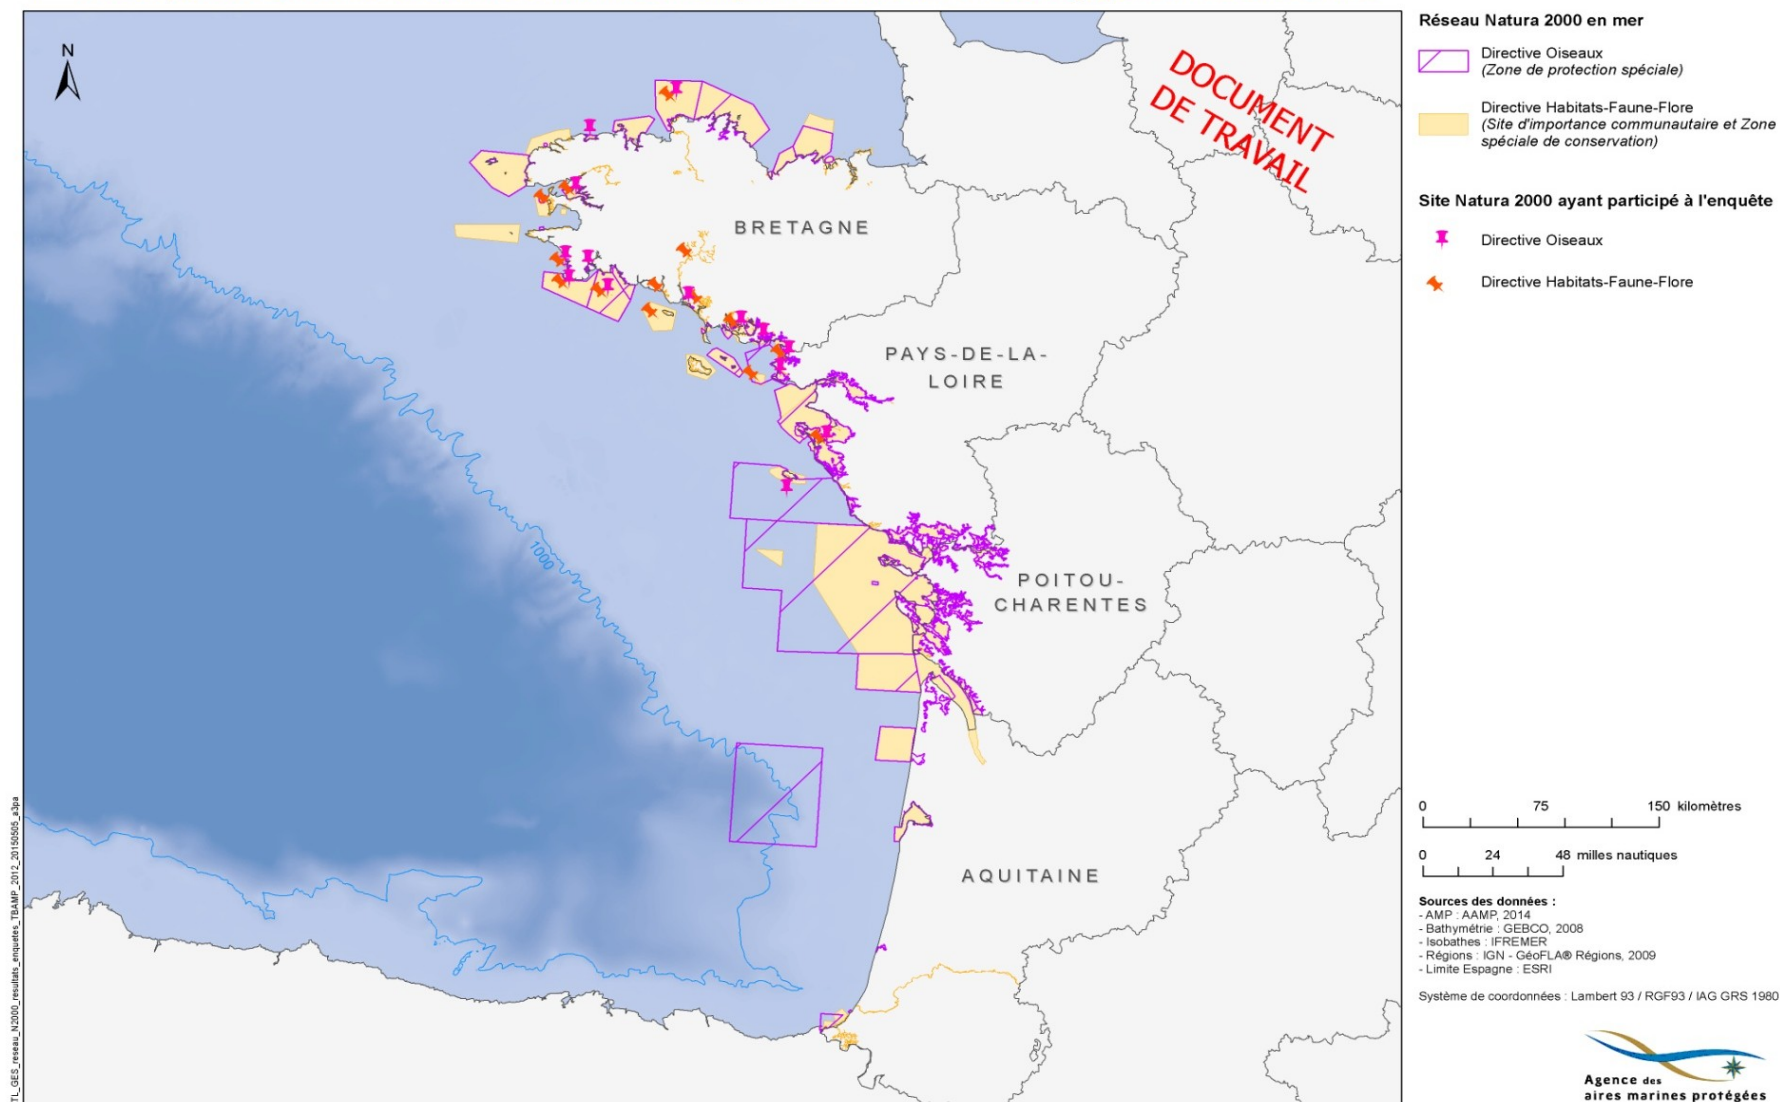 N
DOCUMENT
DE TRAVAIL
BRETAGNE
PAYS-DE-LA-
LOIRE
POITOU-
CHARENTES
AQUITAINE
1000
TL_GES_reseau_N2000_resultats_enquetes_TBAMP_2012_20150505_a3pa
Réseau Natura 2000 en mer
Directive Oiseaux
(Zone de protection spéciale)
Directive Habitats-Faune-Flore
(Site d'importance communautaire et Zone
spéciale de conservation)
Site Natura 2000 ayant participé à l'enquête
Directive Oiseaux
Directive Habitats-Faune-Flore
0 75 150 kilomètres
0 24 48 milles nautiques
Sources des données :
- AMP : AAMP, 2014
- Bathymétrie : GEBCO, 2008
- Isobathes : IFREMER
- Régions : IGN - GéoFLA® Régions, 2009
- Limite Espagne : ESRI
Système de coordonnées : Lambert 93 / RGF93 / IAG GRS 1980
Agence des
aires marines protégées